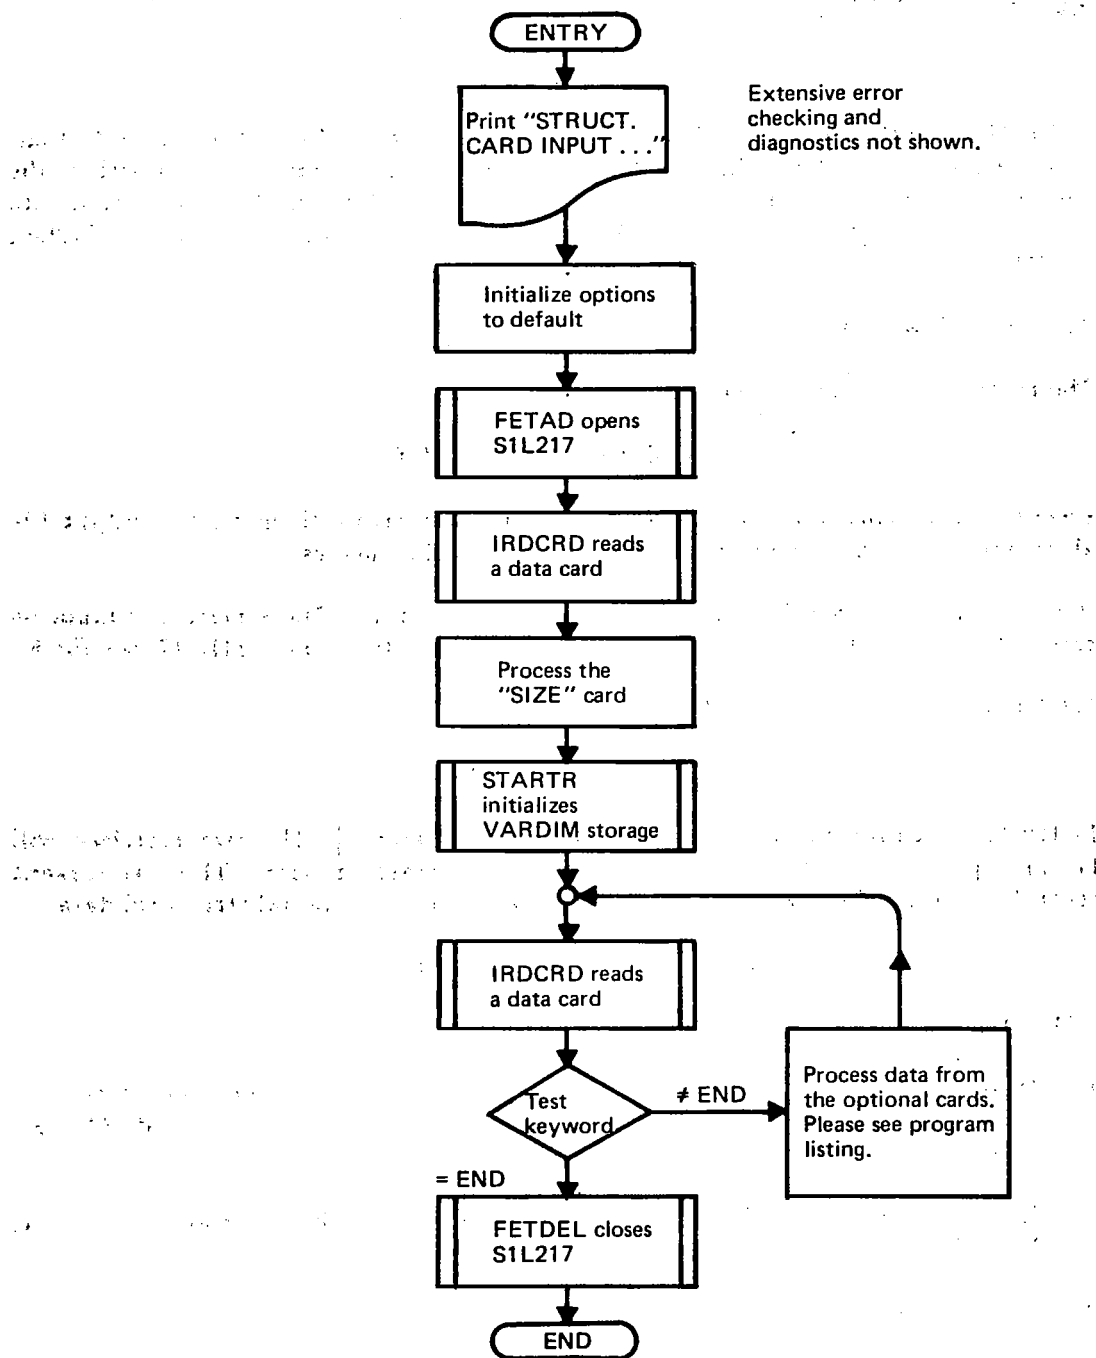 ENTRY
Print "STRUCT.
CARD INPUT . . ."
Extensive error
checking and
diagnostics not shown.
Initialize options
to default
FETAD opens
S1L217
IRDCRD reads
a data card
Process the
"SIZE" card
STARTR
initializes
VARDIM storage
IRDCRD reads
a data card
Test
keyword
≠ END
Process data from
the optional cards.
Please see program
listing.
= END
FETDEL closes
S1L217
END